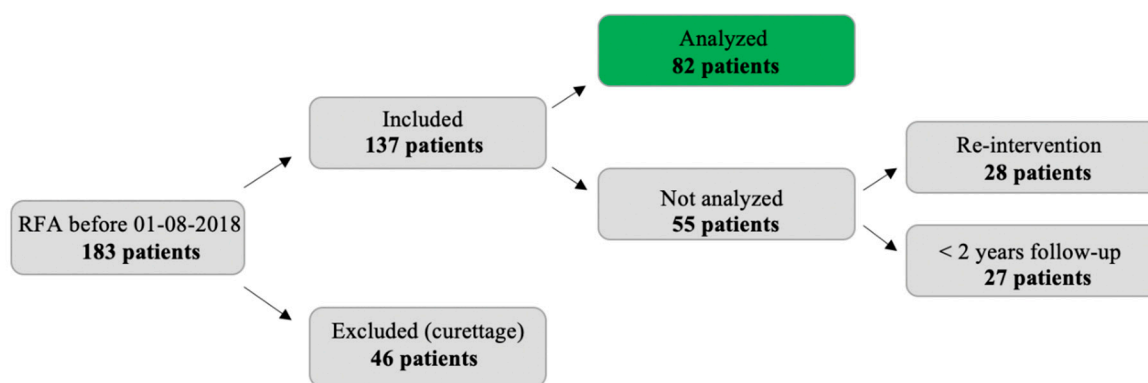 Analyzed
82 patients
Included
137 patients
Re-intervention
28 patients
Not analyzed
55 patients
RFA before 01-08-2018
183 patients
< 2 years follow-up
27 patients
Excluded (curettage)
46 patients